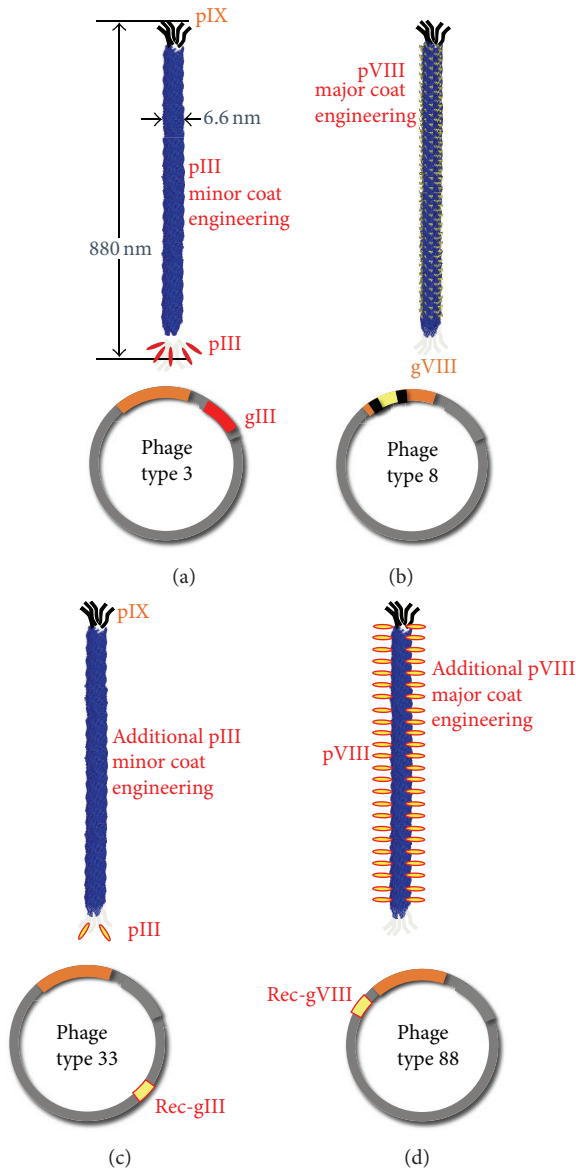 pIX
6.6 nm
pIII
minor coat
engineering
880 nm
pIII
gIII
Phage
type 3
(a)
pVIII
major coat
engineering
gVIII
Phage
type 8
(b)
pIX
Additional pIII
minor coat
engineering
pIII
Phage
type 33
Rec-gIII
(c)
Additional pVIII
major coat
engineering
pVIII
Rec-gVIII
Phage
type 88
(d)